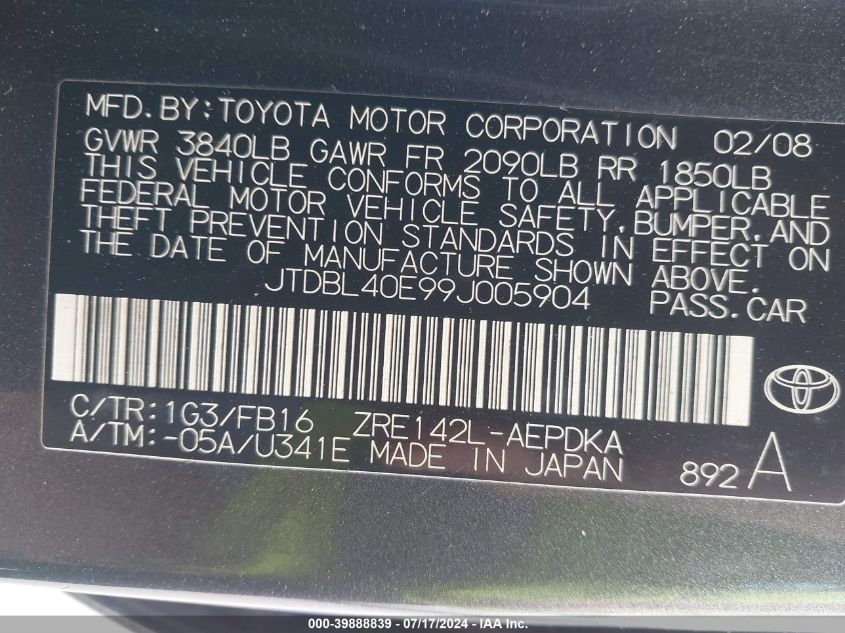 MFD. BY: TOYOTA MOTOR CORPORATION 02/08
GVWR 3840LB GAWR FR 2090LB RR 1850LB
THIS VEHICLE CONFORMS TO ALL APPLICABLE
FEDERAL MOTOR VEHICLE SAFETY, BUMPER, AND
THEFT PREVENTION STANDARDS IN EFFECT ON
THE DATE OF MANUFACTURE SHOWN ABOVE.
JTDBL40E99J005904 PASS. CAR
C/TR: 1G3/FB16 ZRE142L-AEPDKA
A/TM: -05A/U341E MADE IN JAPAN 892 A
000-39888839 - 07/17/2024 - IAA Inc.